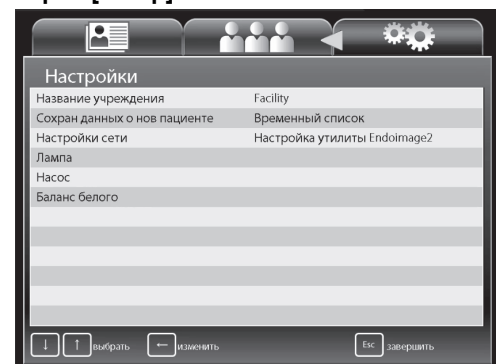 Настройки
Название учреждения Facility
Сохран данных о нов пациенте Временный список
Настройки сети Настройка утилиты Endoimage2
Лампа
Насос
Баланс белого
↓ ↑ выбрать ← изменить Esc завершить